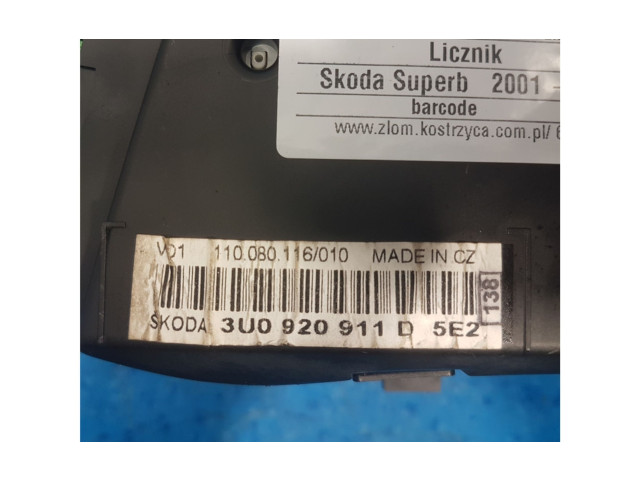 Licznik
Skoda Superb 2001 -
barcode
www.zlom.kostrzyca.com.pl/
V01 110.080.116/010 MADE IN CZ
138
SKODA 3U0 920 911 D 5E2